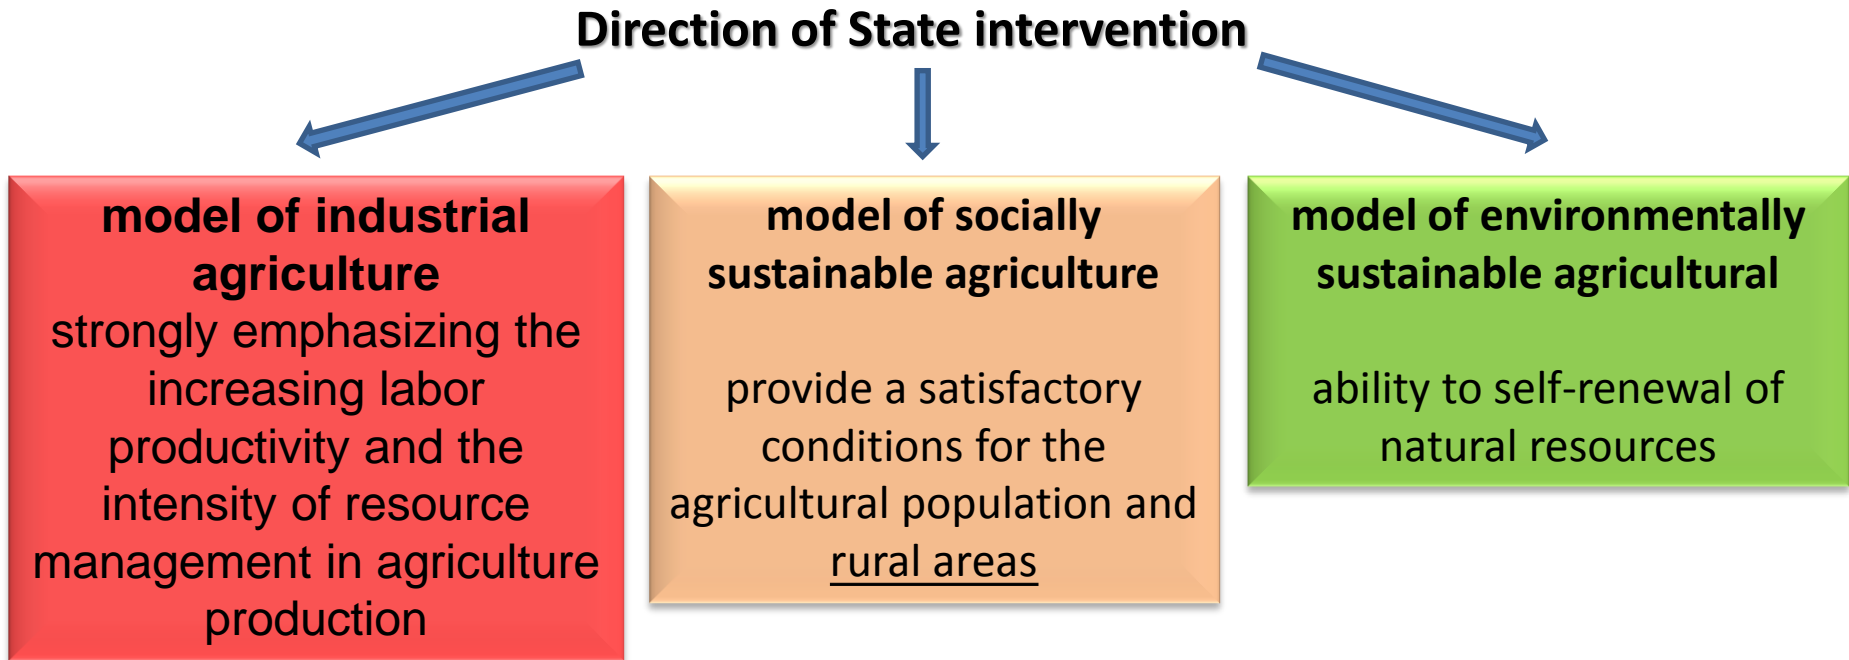 Direction of State intervention
model of industrial
agriculture
strongly emphasizing the
increasing labor
productivity and the
intensity of resource
management in agriculture
production
model of socially
sustainable agriculture
provide a satisfactory
conditions for the
agricultural population and
rural areas
model of environmentally
sustainable agricultural
ability to self-renewal of
natural resources